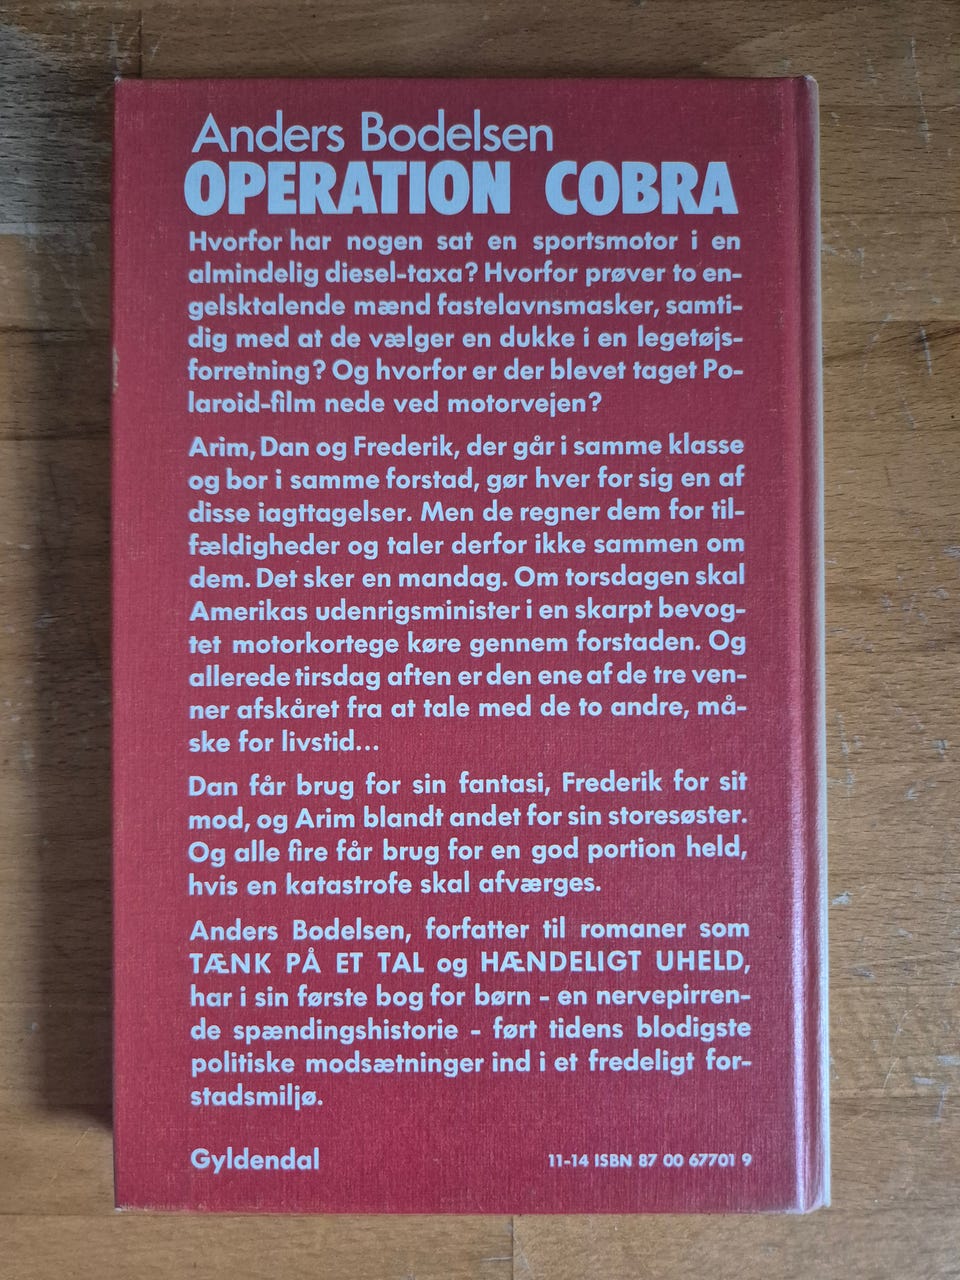 Anders Bodelsen
OPERATION COBRA
Hvorfor har nogen sat en sportsmotor i en
almindelig diesel-taxa? Hvorfor prøver to en-
gelsktalende mænd fastelavnsmasker, samti-
dig med at de vælger en dukke i en legetøjs-
forretning? Og hvorfor er der blevet taget Po-
laroid-film nede ved motorvejen?
Arim, Dan og Frederik, der går i samme klasse
og bor i samme forstad, gør hver for sig en af
disse iagttagelser. Men de regner dem for til-
fældigheder og taler derfor ikke sammen om
dem. Det sker en mandag. Om torsdagen skal
Amerikas udenrigsminister i en skarpt bevog-
tet motorkortege køre gennem forstaden. Og
allerede tirsdag aften er den ene af de tre ven-
ner afskåret fra at tale med de to andre, må-
ske for livstid...
Dan får brug for sin fantasi, Frederik for sit
mod, og Arim blandt andet for sin storesøster.
Og alle fire får brug for en god portion held,
hvis en katastrofe skal afværges.
Anders Bodelsen, forfatter til romaner som
TÆNK PÅ ET TAL og HÆNDELIGT UHELD,
har i sin første bog for børn - en nervepirren-
de spændingshistorie - ført tidens blodigste
politiske modsætninger ind i et fredeligt for-
stadsmiljø.
Gyldendal
11-14 ISBN 87 00 67701 9